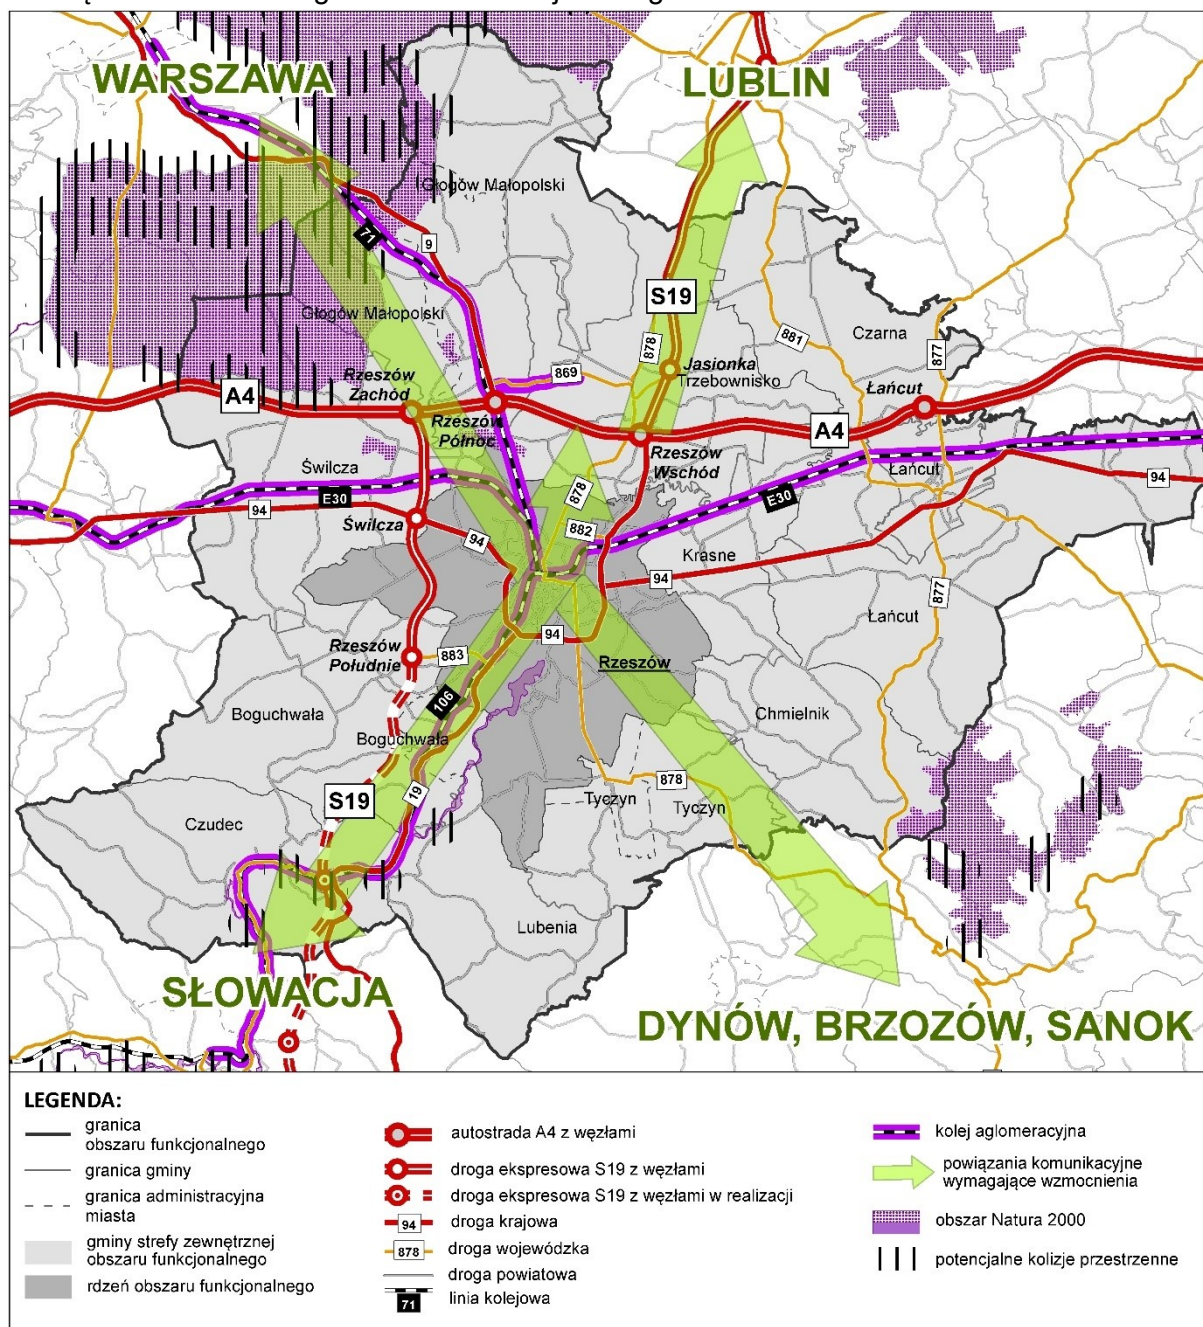 WARSZAWA
LUBLIN
Głogów Małopolski
71
9
S19
Głogów Małopolski
878
881
Czarna
877
Jasionka
Trzebownisko
869
Rzeszów
Zachód
A4
Łańcut
Rzeszów
Północ
A4
Rzeszów
Wschód
Świlcza
E30
878
E30
Łańcut
94
94
Świlcza
94
882
Krasne
94
877
Łańcut
94
Rzeszów
Południe
883
Rzeszów
106
Boguchwała
Boguchwała
Chmielnik
S19
19
878
Tyczyn
Tyczyn
Czudec
Lubenia
SŁOWACJA
DYNÓW, BRZOZÓW, SANOK
LEGENDA:
granica
obszaru funkcjonalnego
granica gminy
granica administracyjna
miasta
gminy strefy zewnętrznej
obszaru funkcjonalnego
rdzeń obszaru funkcjonalnego
autostrada A4 z węzłami
droga ekspresowa S19 z węzłami
droga ekspresowa S19 z węzłami w realizacji
94 droga krajowa
878 droga wojewódzka
droga powiatowa
71 linia kolejowa
kolej aglomeracyjna
powiązania komunikacyjne
wymagające wzmocnienia
obszar Natura 2000
potencjalne kolizje przestrzenne